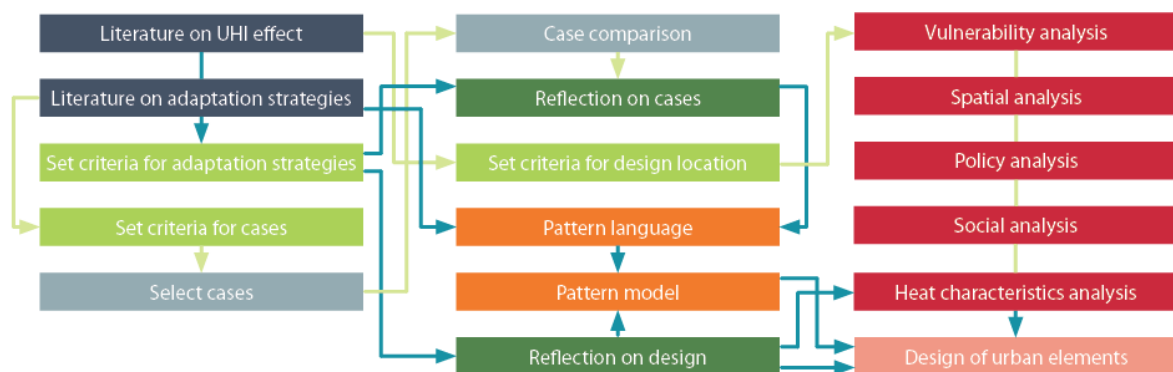 Literature on UHI effect
Literature on adaptation strategies
Set criteria for adaptation strategies
Set criteria for cases
Select cases
Case comparison
Reflection on cases
Set criteria for design location
Pattern language
Pattern model
Reflection on design
Vulnerability analysis
Spatial analysis
Policy analysis
Social analysis
Heat characteristics analysis
Design of urban elements